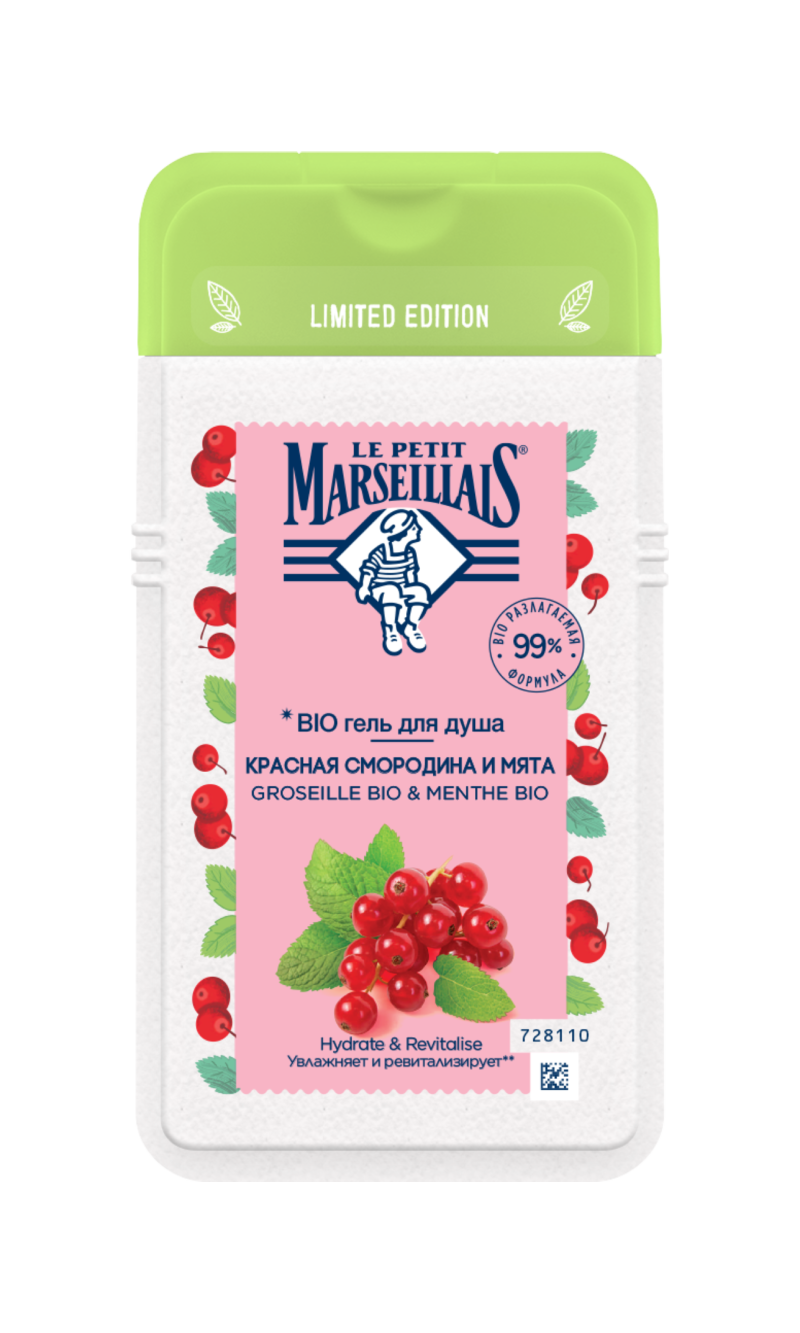 LIMITED EDITION
LE PETIT
MARSEILLAIS®
BIO РАЗЛАГАЕМАЯ
99%
ФОРМУЛА
*BIO гель для душа
КРАСНАЯ СМОРОДИНА И МЯТА
GROSEILLE BIO & MENTHE BIO
Hydrate & Revitalise
Увлажняет и ревитализирует**
728110